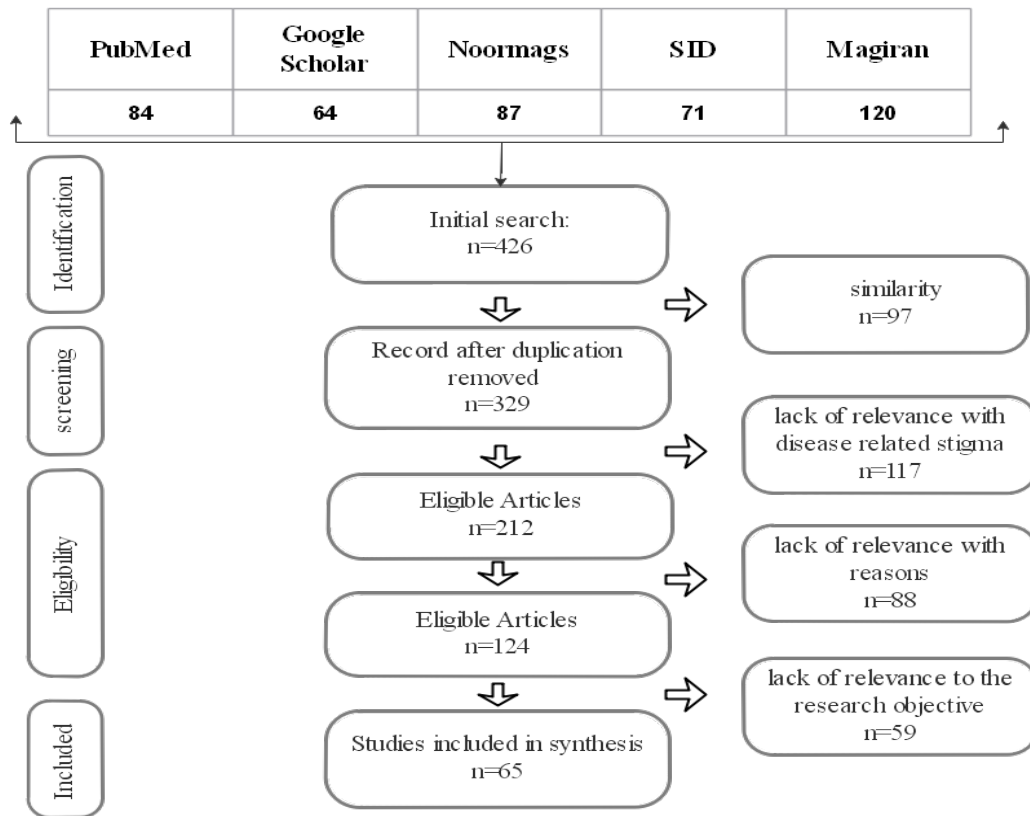 PubMed
Google
Scholar
Noormags
SID
Magiran
84
64
87
71
120
Identification
Initial search:
n=426
similarity
n=97
screening
Record after duplication
removed
n=329
lack of relevance with
disease related stigma
n=117
Eligibility
Eligible Articles
n=212
lack of relevance with
reasons
n=88
Eligible Articles
n=124
lack of relevance to the
research objective
n=59
Included
Studies included in synthesis
n=65